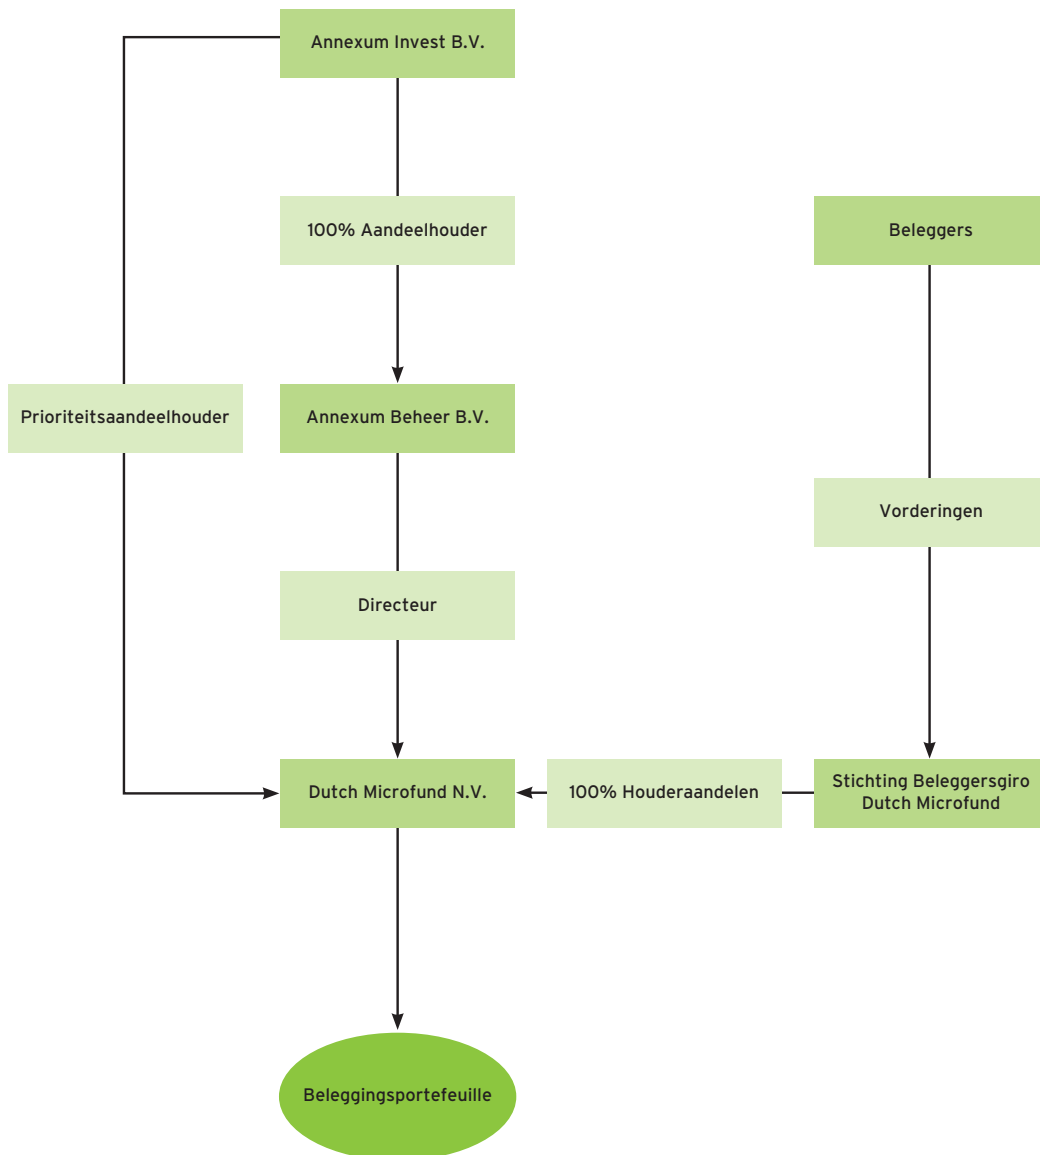 Annexum Invest B.V.
100% Aandeelhouder
Beleggers
Prioriteitsaandeelhouder
Annexum Beheer B.V.
Vorderingen
Directeur
Dutch Microfund N.V.
100% Houderaandelen
Stichting Beleggersgiro
Dutch Microfund
Beleggingsportefeuille